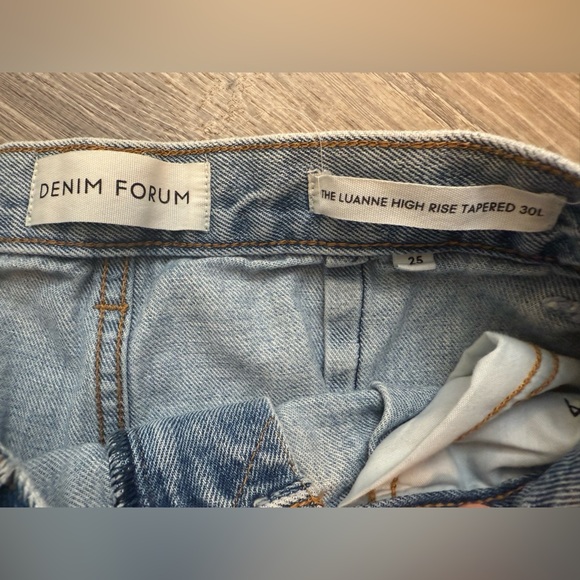 DENIM FORUM
THE LUANNE HIGH RISE TAPERED 30L
25